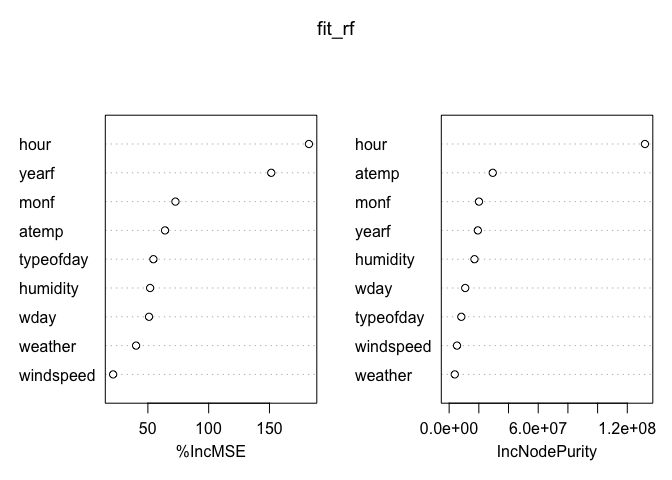 fit_rf
hour
yearf
monf
atemp
typeofday
humidity
wday
weather
windspeed
50 100 150
%IncMSE
hour
atemp
monf
yearf
humidity
wday
typeofday
windspeed
weather
0.0e+00 6.0e+07 1.2e+08
IncNodePurity